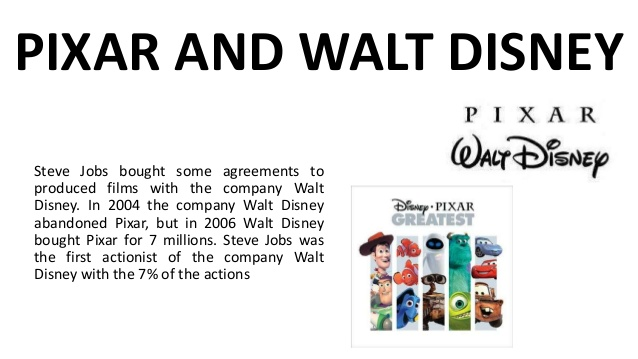 PIXAR AND WALT DISNEY
P I X A R
WALT DISNEY
Steve Jobs bought some agreements to
produced films with the company Walt
Disney. In 2004 the company Walt Disney
abandoned Pixar, but in 2006 Walt Disney
bought Pixar for 7 millions. Steve Jobs was
the first actionist of the company Walt
Disney with the 7% of the actions
Disney · PIXAR
GREATEST